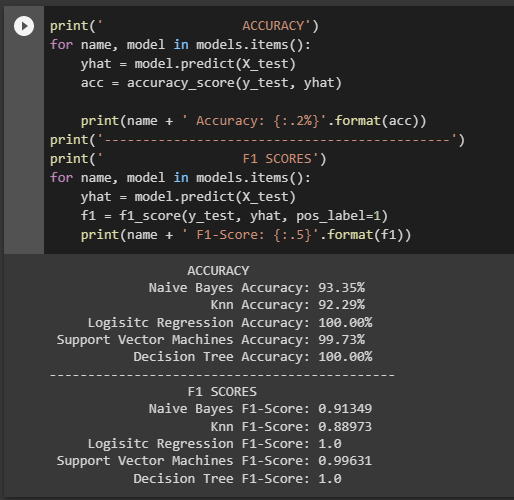 print('                  ACCURACY')
for name, model in models.items():
    yhat = model.predict(X_test)
    acc = accuracy_score(y_test, yhat)

    print(name + ' Accuracy: {:.2%}'.format(acc))
print('---------------------------------------------')
print('                  F1 SCORES')
for name, model in models.items():
    yhat = model.predict(X_test)
    f1 = f1_score(y_test, yhat, pos_label=1)
    print(name + ' F1-Score: {:.5}'.format(f1))
                  ACCURACY
             Naive Bayes Accuracy: 93.35%
                     Knn Accuracy: 92.29%
     Logisitc Regression Accuracy: 100.00%
 Support Vector Machines Accuracy: 99.73%
           Decision Tree Accuracy: 100.00%
---------------------------------------------
                  F1 SCORES
             Naive Bayes F1-Score: 0.91349
                     Knn F1-Score: 0.88973
     Logisitc Regression F1-Score: 1.0
 Support Vector Machines F1-Score: 0.99631
           Decision Tree F1-Score: 1.0